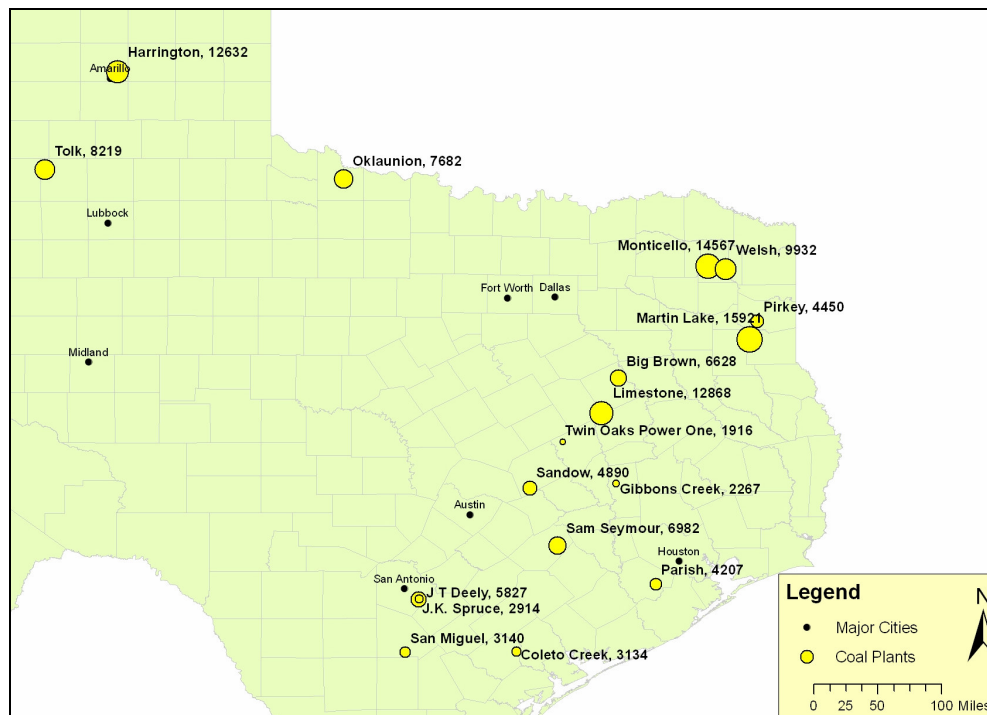 Harrington, 12632
Amarillo
Tolk, 8219
Oklaunion, 7682
Lubbock
Monticello, 14567
Welsh, 9932
Fort Worth
Dallas
Pirkey, 4450
Martin Lake, 15921
Midland
Big Brown, 6628
Limestone, 12868
Twin Oaks Power One, 1916
Sandow, 4890
Gibbons Creek, 2267
Austin
Sam Seymour, 6982
Houston
Parish, 4207
San Antonio
J T Deely, 5827
J.K. Spruce, 2914
San Miguel, 3140
Coleto Creek, 3134
Legend
N
Major Cities
Coal Plants
0 25 50 100 Miles